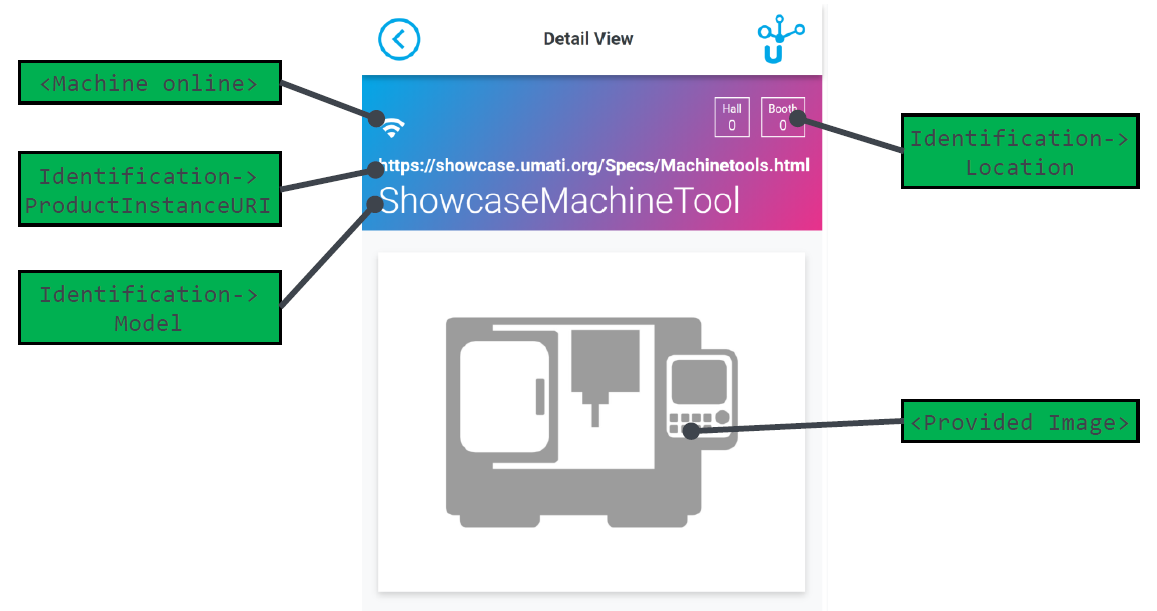 Detail View
U
<Machine online>
Hall
0
Booth
0
Identification->
Location
https://showcase.umati.org/Specs/Machinetools.html
Identification->
ProductInstanceURI
ShowcaseMachineTool
Identification->
Model
<Provided Image>